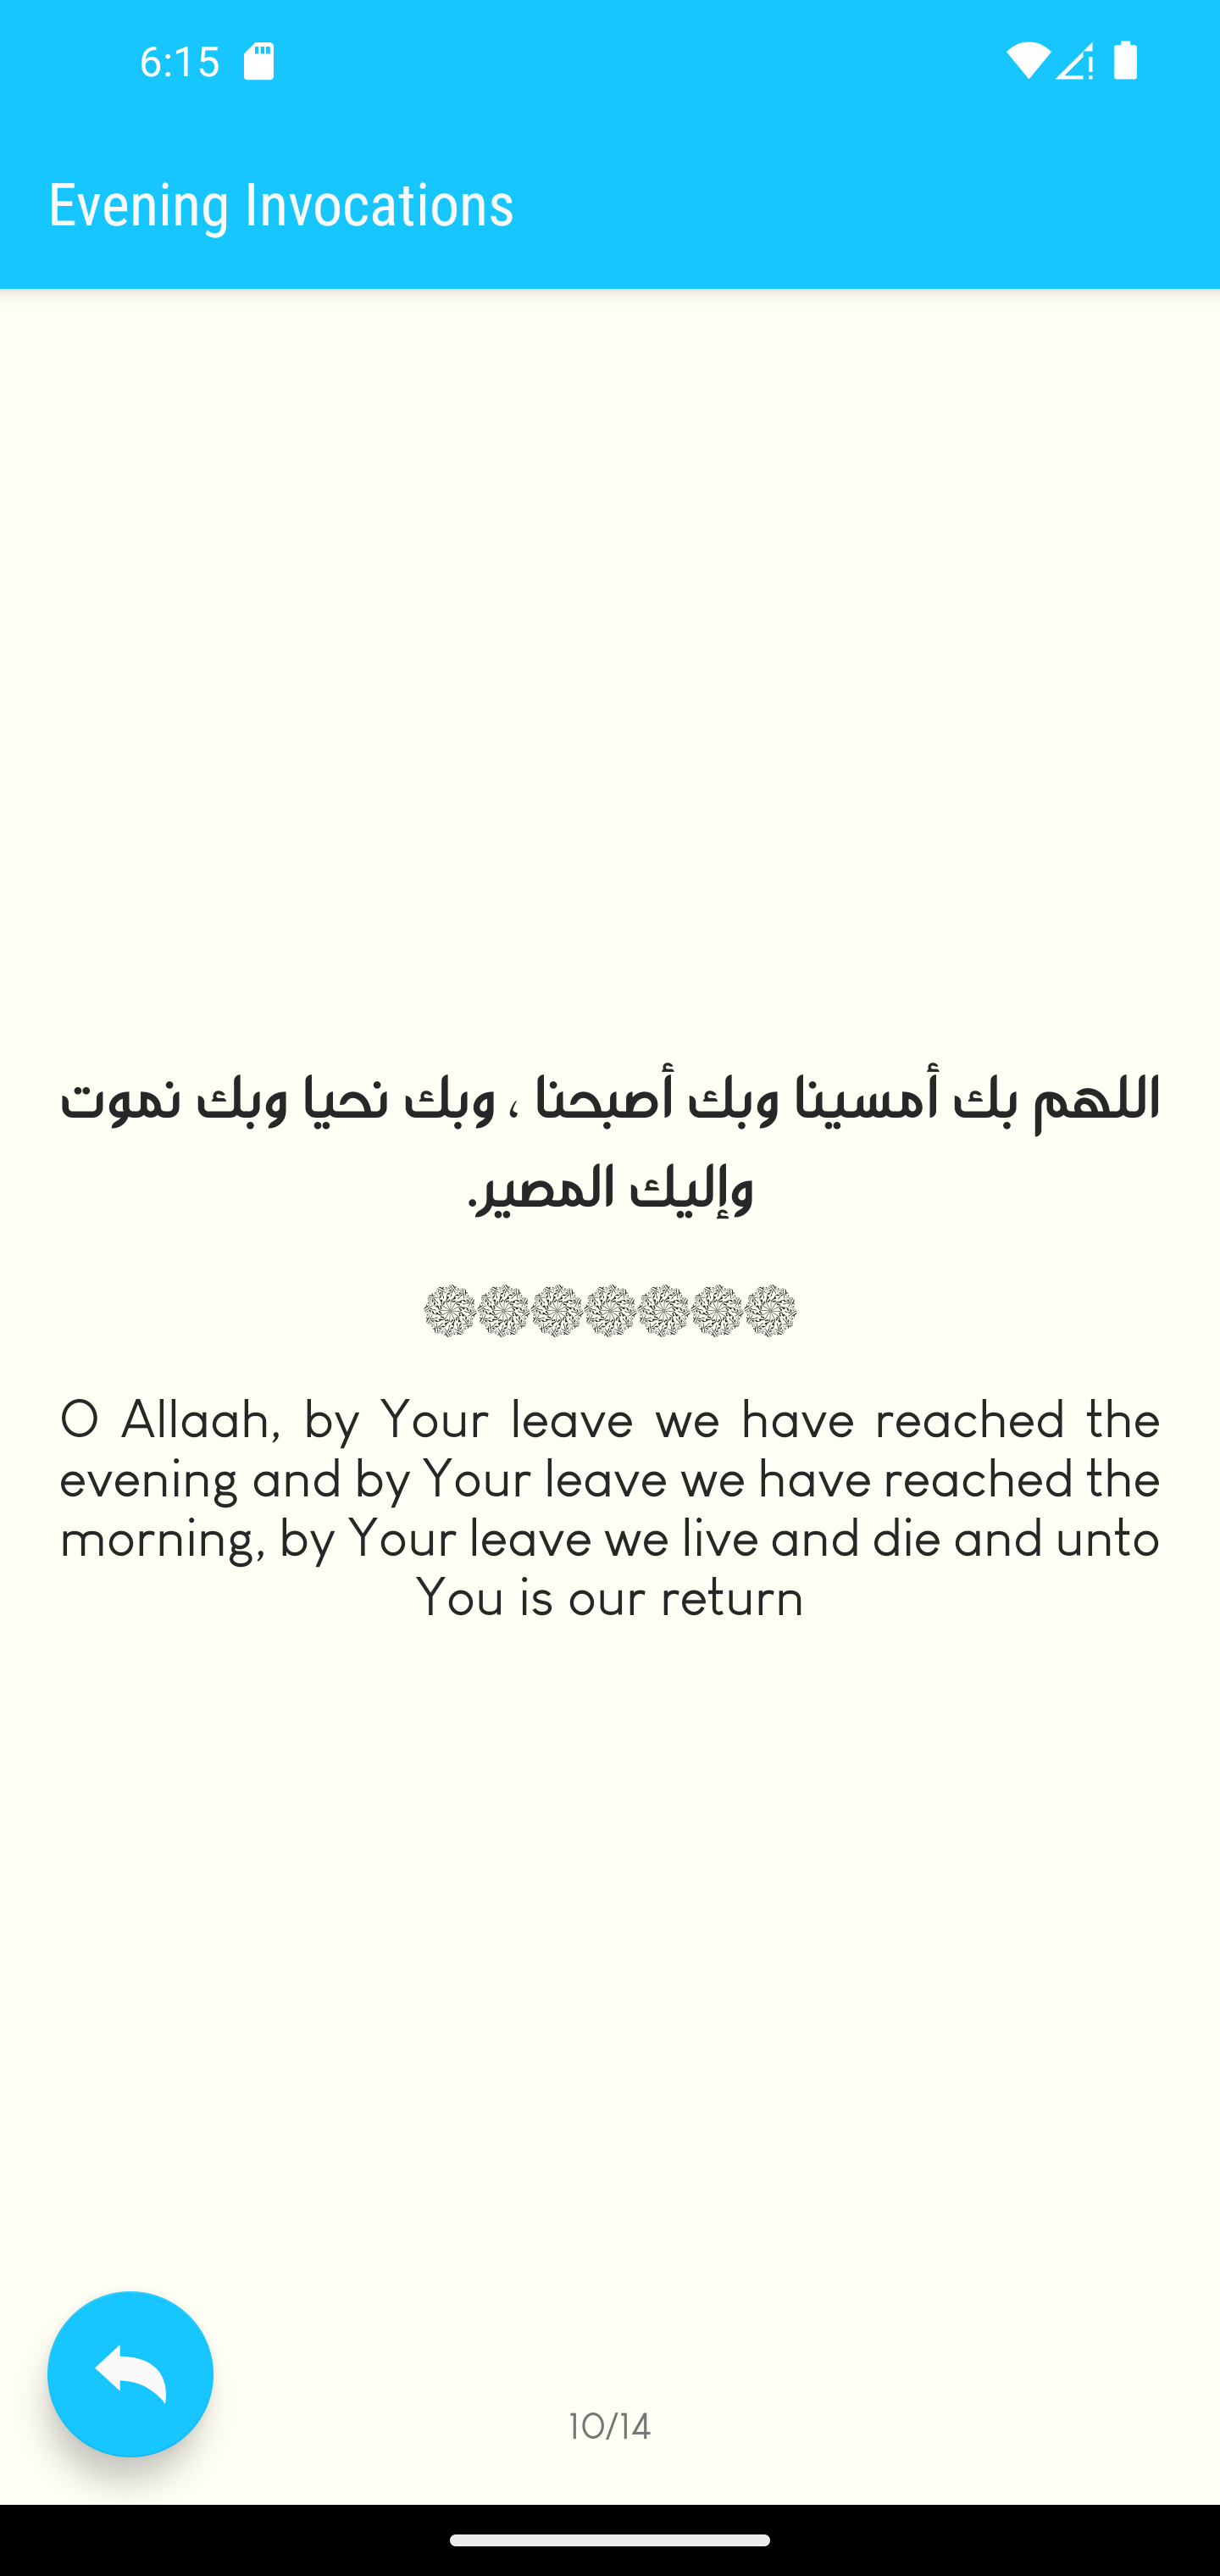 6:15
Evening Invocations
اللهم بك أمسينا وبك أصبحنا ، وبك نحيا وبك نموت
وإليك المصير.
O Allaah, by Your leave we have reached the
evening and by Your leave we have reached the
morning, by Your leave we live and die and unto
You is our return
10/14